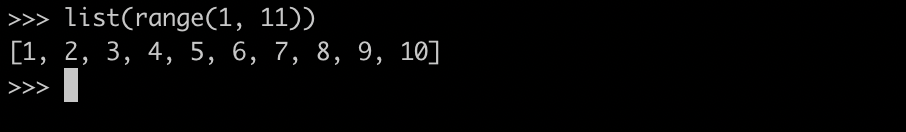 >>> list(range(1, 11))
[1, 2, 3, 4, 5, 6, 7, 8, 9, 10]
>>>